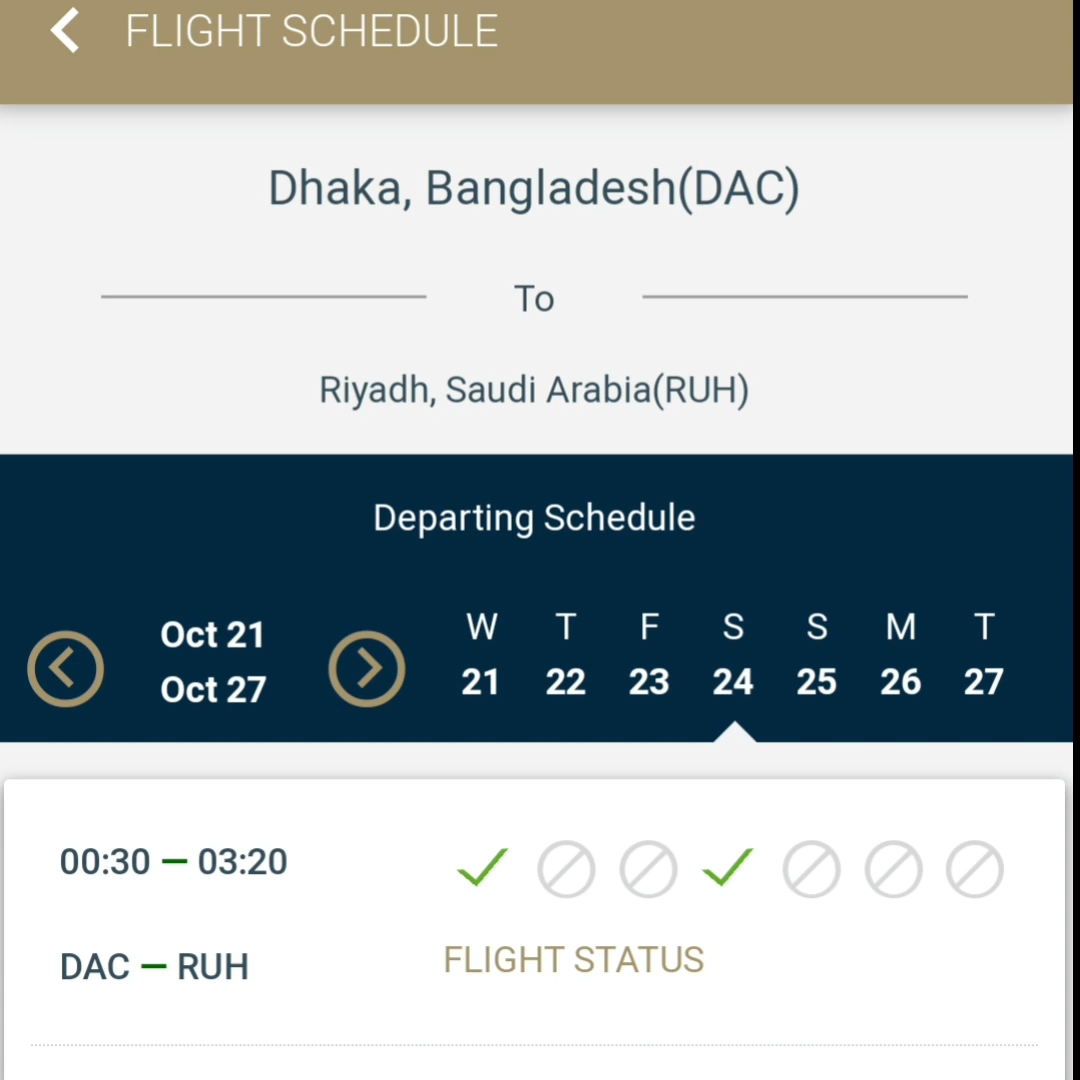 FLIGHT SCHEDULE
Dhaka, Bangladesh(DAC)
To
Riyadh, Saudi Arabia(RUH)
Departing Schedule
Oct 21
Oct 27
W T F S S M T
21 22 23 24 25 26 27
00:30 — 03:20
DAC — RUH
FLIGHT STATUS